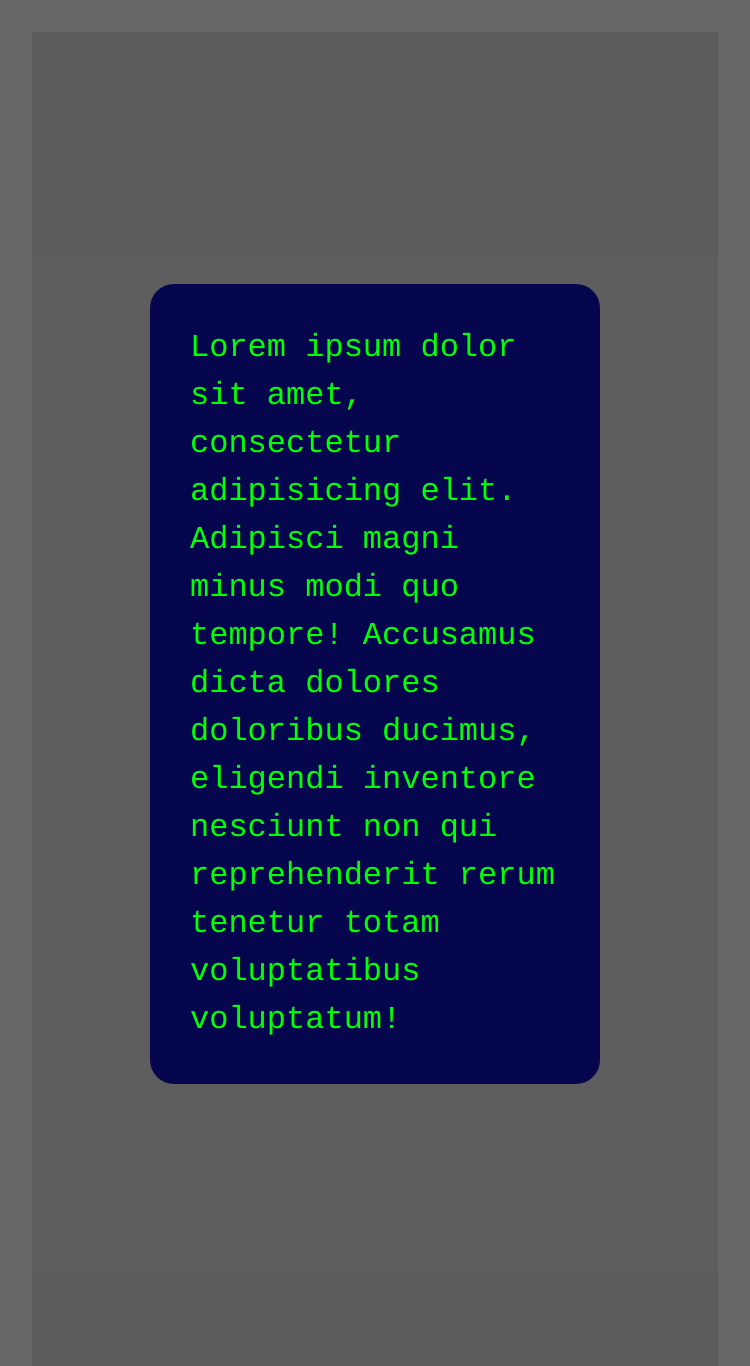 Lorem ipsum dolor
sit amet,
consectetur
adipisicing elit.
Adipisci magni
minus modi quo
tempore! Accusamus
dicta dolores
doloribus ducimus,
eligendi inventore
nesciunt non qui
reprehenderit rerum
tenetur totam
voluptatibus
voluptatum!